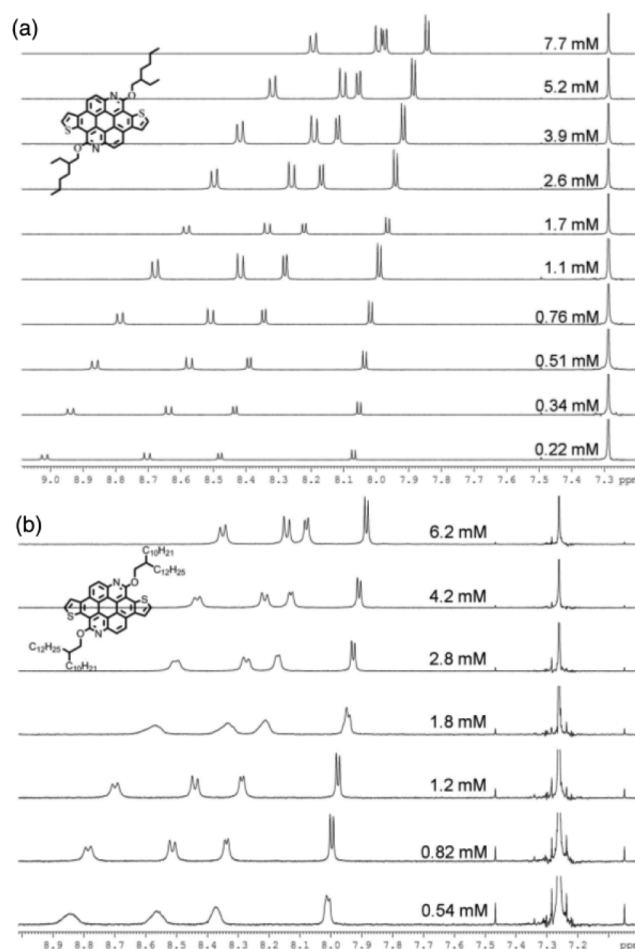 (a)
N
O
S
S
O
N
7.7 mM
5.2 mM
3.9 mM
2.6 mM
1.7 mM
1.1 mM
0.76 mM
0.51 mM
0.34 mM
0.22 mM
9.0 8.9 8.8 8.7 8.6 8.5 8.4 8.3 8.2 8.1 8.0 7.9 7.8 7.7 7.6 7.5 7.4 7.3 ppm
(b)
C10H21
N
O
C12H25
S
S
C12H25
O
N
C10H21
6.2 mM
4.2 mM
2.8 mM
1.8 mM
1.2 mM
0.82 mM
0.54 mM
8.9 8.8 8.7 8.6 8.5 8.4 8.3 8.2 8.1 8.0 7.9 7.8 7.7 7.6 7.5 7.4 7.3 7.2 ppm